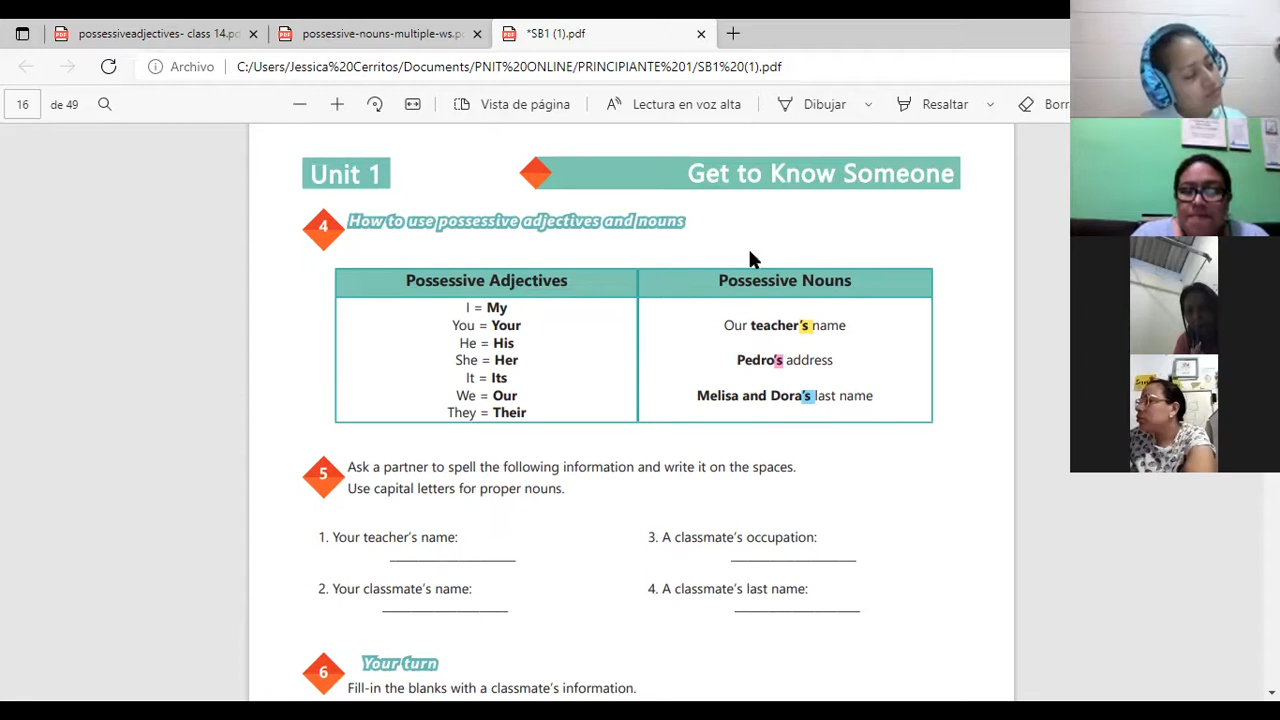 possessiveadjectives- class 14.pd
possessive-nouns-multiple-ws.p
*SB1 (1).pdf
Archivo
C:/Users/Jessica%20Cerritos/Documents/PNIT%20ONLINE/PRINCIPIANTE%201/SB1%20(1).pdf
16
de 49
Vista de página
Lectura en voz alta
Dibujar
Resaltar
Borr
Unit 1
Get to Know Someone
4
How to use possessive adjectives and nouns
Possessive Adjectives
I = My
You = Your
He = His
She = Her
It = Its
We = Our
They = Their
Possessive Nouns
Our teacher's name
Pedro's address
Melisa and Dora's last name
5
Ask a partner to spell the following information and write it on the spaces.
Use capital letters for proper nouns.
1. Your teacher's name:
2. Your classmate's name:
3. A classmate's occupation:
4. A classmate's last name:
6
Your turn
Fill-in the blanks with a classmate's information.